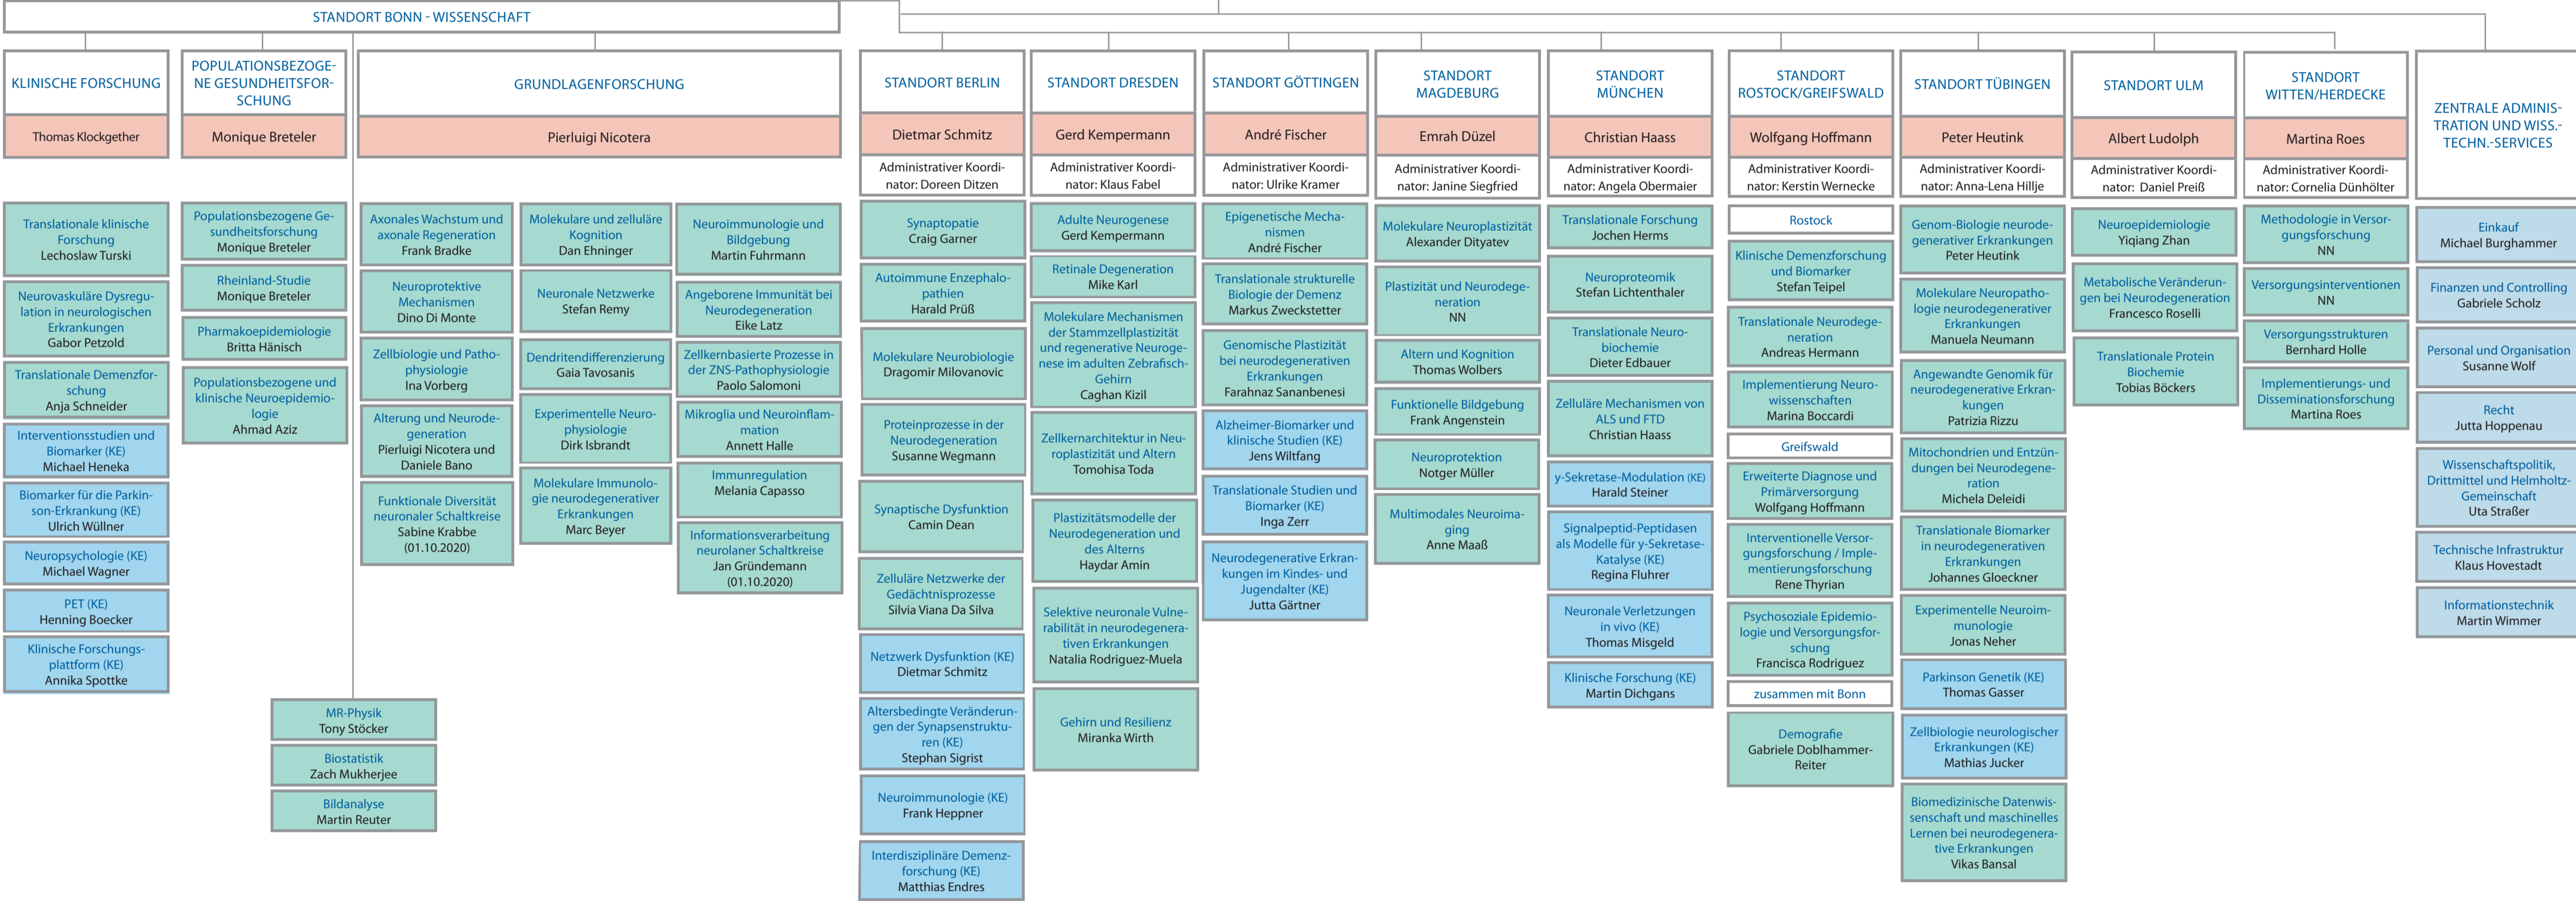 STANDORT BONN - WISSENSCHAFT
KLINISCHE FORSCHUNG
Thomas Klockgether
Translationale klinische
Forschung
Lechoslaw Turski
Neurovaskuläre Dysregu-
lation in neurologischen
Erkrankungen
Gabor Petzold
Translationale Demenzfor-
schung
Anja Schneider
Interventionsstudien und
Biomarker (KE)
Michael Heneka
Biomarker für die Parkin-
son-Erkrankung (KE)
Ulrich Wüllner
Neuropsychologie (KE)
Michael Wagner
PET (KE)
Henning Boecker
Klinische Forschungs-
plattform (KE)
Annika Spottke
POPULATIONSBEZOGE-
NE GESUNDHEITSFOR-
SCHUNG
Monique Breteler
Populationsbezogene Ge-
sundheitsforschung
Monique Breteler
Rheinland-Studie
Monique Breteler
Pharmakoepidemiologie
Britta Hänisch
Populationsbezogene und
klinische Neuroepidemio-
logie
Ahmad Aziz
GRUNDLAGENFORSCHUNG
Pierluigi Nicotera
Axonales Wachstum und
axonale Regeneration
Frank Bradke
Neuroprotektive
Mechanismen
Dino Di Monte
Zellbiologie und Patho-
physiologie
Ina Vorberg
Alterung und Neurode-
generation
Pierluigi Nicotera und
Daniele Bano
Funktionale Diversität
neuronaler Schaltkreise
Sabine Krabbe
(01.10.2020)
Molekulare und zelluläre
Kognition
Dan Ehninger
Neuronale Netzwerke
Stefan Remy
Dendritendifferenzierung
Gaia Tavosanis
Experimentelle Neuro-
physiologie
Dirk Isbrandt
Molekulare Immunolo-
gie neurodegenerativer
Erkrankungen
Marc Beyer
Neuroimmunologie und
Bildgebung
Martin Fuhrmann
Angeborene Immunität bei
Neurodegeneration
Eike Latz
Zellkernbasierte Prozesse in
der ZNS-Pathophysiologie
Paolo Salomoni
Mikroglia und Neuroinflam-
mation
Annett Halle
Immunregulation
Melania Capasso
Informationsverarbeitung
neurolaner Schaltkreise
Jan Gründemann
(01.10.2020)
MR-Physik
Tony Stöcker
Biostatistik
Zach Mukherjee
Bildanalyse
Martin Reuter
STANDORT BERLIN
Dietmar Schmitz
Administrativer Koordi-
nator: Doreen Ditzen
Synaptopatie
Craig Garner
Autoimmune Enzephalo-
pathien
Harald Prüß
Molekulare Neurobiologie
Dragomir Milovanovic
Proteinprozesse in der
Neurodegeneration
Susanne Wegmann
Synaptische Dysfunktion
Camin Dean
Zelluläre Netzwerke der
Gedächtnisprozesse
Silvia Viana Da Silva
Netzwerk Dysfunktion (KE)
Dietmar Schmitz
Altersbedingte Veränderun-
gen der Synapsenstruktu-
ren (KE)
Stephan Sigrist
Neuroimmunologie (KE)
Frank Heppner
Interdisziplinäre Demenz-
forschung (KE)
Matthias Endres
STANDORT DRESDEN
Gerd Kempermann
Administrativer Koordi-
nator: Klaus Fabel
Adulte Neurogenese
Gerd Kempermann
Retinale Degeneration
Mike Karl
Molekulare Mechanismen
der Stammzellplastizität
und regenerative Neuroge-
nese im adulten Zebrafisch-
Gehirn
Caghan Kizil
Zellkernarchitektur in Neu-
roplastizität und Altern
Tomohisa Toda
Plastizitätsmodelle der
Neurodegeneration und
des Alterns
Haydar Amin
Selektive neuronale Vulne-
rabilität in neurodegenera-
tiven Erkrankungen
Natalia Rodriguez-Muela
Gehirn und Resilienz
Miranka Wirth
STANDORT GÖTTINGEN
André Fischer
Administrativer Koordi-
nator: Ulrike Kramer
Epigenetische Mecha-
nismen
André Fischer
Translationale strukturelle
Biologie der Demenz
Markus Zweckstetter
Genomische Plastizität
bei neurodegenerativen
Erkrankungen
Farahnaz Sananbenesi
Alzheimer-Biomarker und
klinische Studien (KE)
Jens Wiltfang
Translationale Studien und
Biomarker (KE)
Inga Zerr
Neurodegenerative Erkran-
kungen im Kindes- und
Jugendalter (KE)
Jutta Gärtner
STANDORT
MAGDEBURG
Emrah Düzel
Administrativer Koordi-
nator: Janine Siegfried
Molekulare Neuroplastizität
Alexander Dityatev
Plastizität und Neurodege-
neration
NN
Altern und Kognition
Thomas Wolbers
Funktionelle Bildgebung
Frank Angenstein
Neuroprotektion
Notger Müller
Multimodales Neuroima-
ging
Anne Maaß
STANDORT
MÜNCHEN
Christian Haass
Administrativer Koordi-
nator: Angela Obermaier
Translationale Forschung
Jochen Herms
Neuroproteomik
Stefan Lichtenthaler
Translationale Neuro-
biochemie
Dieter Edbauer
Zelluläre Mechanismen von
ALS und FTD
Christian Haass
y-Sekretase-Modulation (KE)
Harald Steiner
Signalpeptid-Peptidasen
als Modelle für y-Sekretase-
Katalyse (KE)
Regina Fluhrer
Neuronale Verletzungen
in vivo (KE)
Thomas Misgeld
Klinische Forschung (KE)
Martin Dichgans
STANDORT
ROSTOCK/GREIFSWALD
Wolfgang Hoffmann
Administrativer Koordi-
nator: Kerstin Wernecke
Rostock
Klinische Demenzforschung
und Biomarker
Stefan Teipel
Translationale Neurodege-
neration
Andreas Hermann
Implementierung Neuro-
wissenschaften
Marina Boccardi
Greifswald
Erweiterte Diagnose und
Primärversorgung
Wolfgang Hoffmann
Interventionelle Versor-
gungsforschung / Imple-
mentierungsforschung
Rene Thyrian
Psychosoziale Epidemio-
logie und Versorgungsfor-
schung
Francisca Rodriguez
zusammen mit Bonn
Demografie
Gabriele Doblhammer-
Reiter
STANDORT TÜBINGEN
Peter Heutink
Administrativer Koordi-
nator: Anna-Lena Hillje
Genom-Biologie neurode-
generativer Erkrankungen
Peter Heutink
Molekulare Neuropatho-
logie neurodegenerativer
Erkrankungen
Manuela Neumann
Angewandte Genomik für
neurodegenerative Erkran-
kungen
Patrizia Rizzu
Mitochondrien und Entzün-
dungen bei Neurodegene-
ration
Michela Deleidi
Translationale Biomarker
in neurodegenerativen
Erkrankungen
Johannes Gloeckner
Experimentelle Neuroim-
munologie
Jonas Neher
Parkinson Genetik (KE)
Thomas Gasser
Zellbiologie neurologischer
Erkrankungen (KE)
Mathias Jucker
Biomedizinische Datenwis-
senschaft und maschinelles
Lernen bei neurodegenera-
tive Erkrankungen
Vikas Bansal
STANDORT ULM
Albert Ludolph
Administrativer Koordi-
nator: Daniel Preiß
Neuroepidemiologie
Yiqiang Zhan
Metabolische Veränderun-
gen bei Neurodegeneration
Francesco Roselli
Translationale Protein
Biochemie
Tobias Böckers
STANDORT
WITTEN/HERDECKE
Martina Roes
Administrativer Koordi-
nator: Cornelia Dünhölter
Methodologie in Versor-
gungsforschung
NN
Versorgungsinterventionen
NN
Versorgungsstrukturen
Bernhard Holle
Implementierungs- und
Disseminationsforschung
Martina Roes
ZENTRALE ADMINIS-
TRATION UND WISS.-
TECHN.-SERVICES
Einkauf
Michael Burghammer
Finanzen und Controlling
Gabriele Scholz
Personal und Organisation
Susanne Wolf
Recht
Jutta Hoppenau
Wissenschaftspolitik,
Drittmittel und Helmholtz-
Gemeinschaft
Uta Straßer
Technische Infrastruktur
Klaus Hovestadt
Informationstechnik
Martin Wimmer